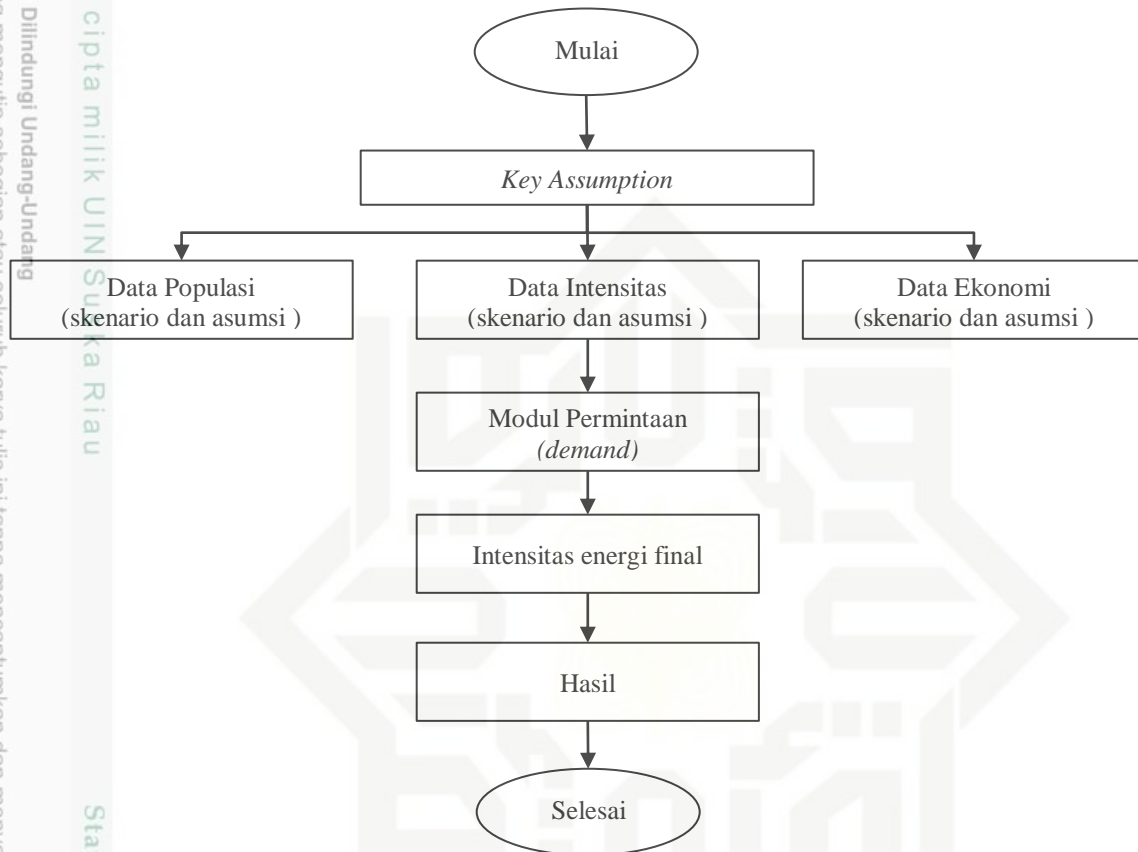 Mulai
Key Assumption
Data Populasi
(skenario dan asumsi )
Data Intensitas
(skenario dan asumsi )
Data Ekonomi
(skenario dan asumsi )
Modul Permintaan
(demand)
Intensitas energi final
Hasil
Selesai
cipta milik UIN Suska Riau
Dilindungi Undang-Undang